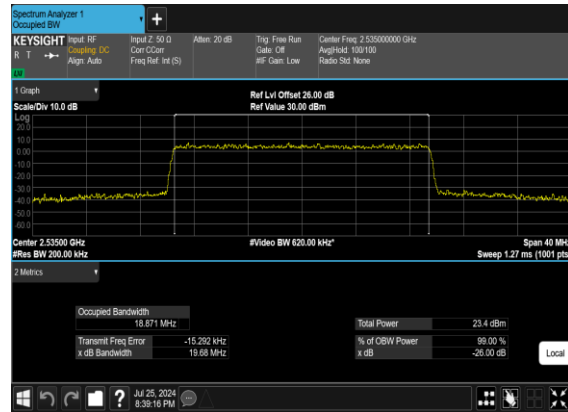 Spectrum Analyzer 1
Occupied BW
+
KEYSIGHT Input: RF Input Z: 50 Ω Atten: 20 dB Trig: Free Run Center Freq: 2.535000000 GHz
R T Coupling: DC Corr CCorr Gate: Off Avg|Hold: 100/100
Align: Auto Freq Ref: Int (S) #IF Gain: Low Radio Std: None
1 Graph
Ref Lvl Offset 26.00 dB
Scale/Div 10.0 dB Ref Value 30.00 dBm
Log
20.0
10.0
0.00
-10.0
-20.0
-30.0
-40.0
-50.0
-60.0
Center 2.53500 GHz #Video BW 620.00 kHz* Span 40 MHz
#Res BW 200.00 kHz Sweep 1.27 ms (1001 pts
2 Metrics
Occupied Bandwidth
18.871 MHz Total Power 23.4 dBm
Transmit Freq Error -15.292 kHz % of OBW Power 99.00 %
x dB Bandwidth 19.68 MHz x dB -26.00 dB
Local
? Jul 25, 2024
8:39:16 PM